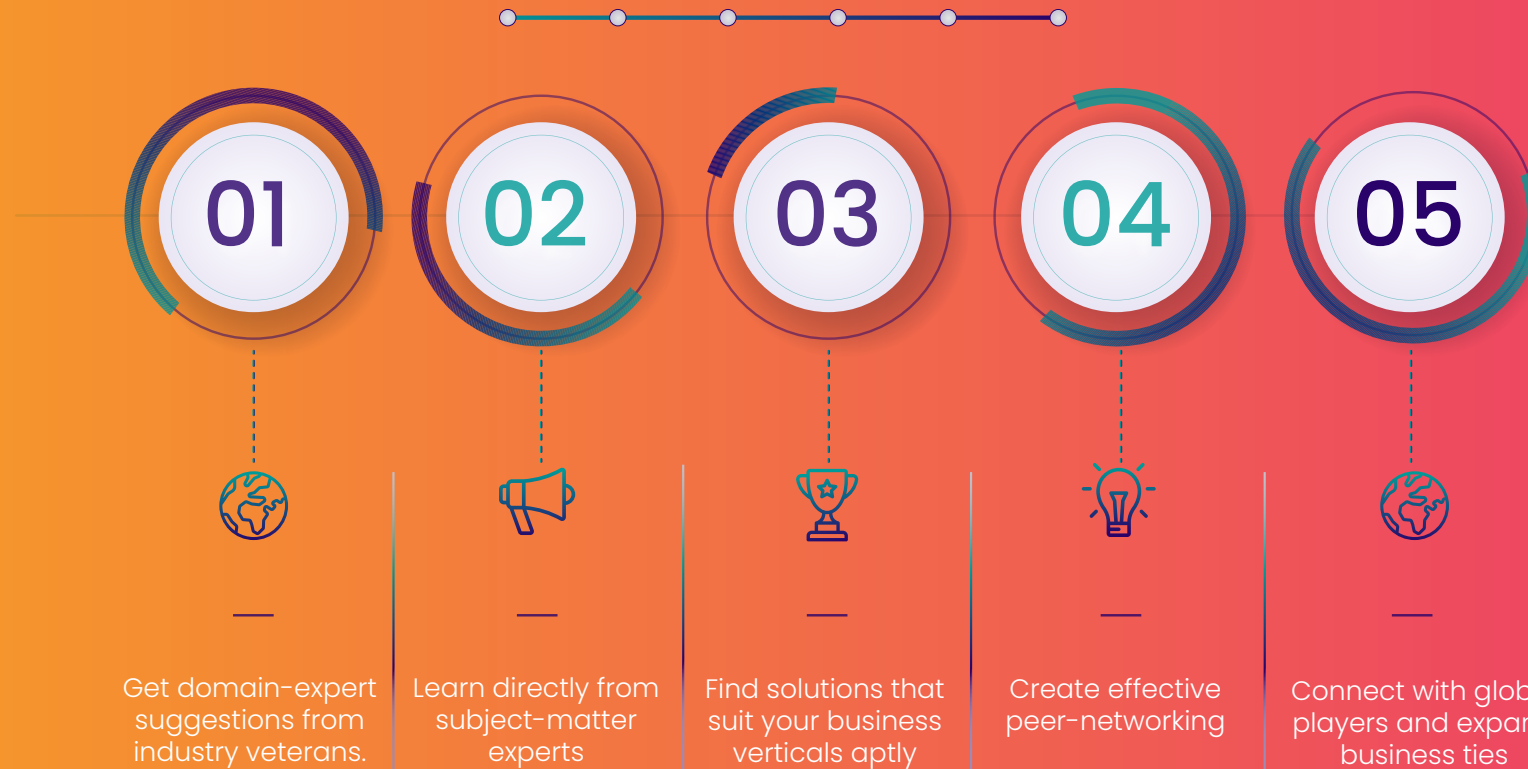 01
02
03
04
05
Get domain-expert
suggestions from
industry veterans.
Learn directly from
subject-matter
experts
Find solutions that
suit your business
verticals aptly
Create effective
peer-networking
Connect with
players and
business ties